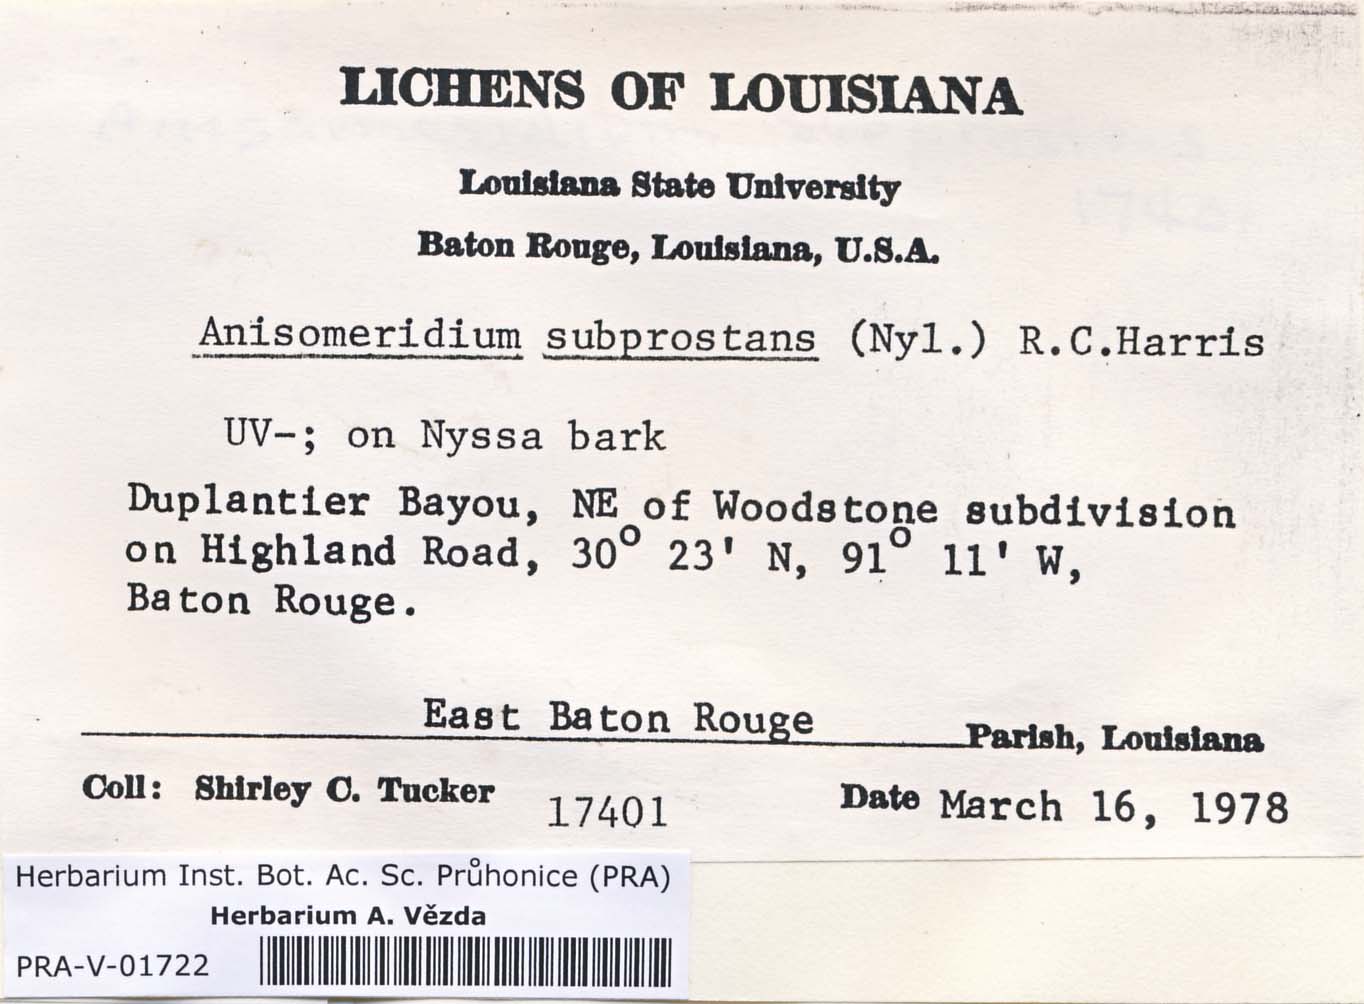 LICHENS OF LOUISIANA
Louisiana State University
Baton Rouge, Louisiana, U.S.A.
Anisomeridium subprostans (Nyl.) R.C.Harris
UV-; on Nyssa bark
Duplantier Bayou, NE of Woodstone subdivision
on Highland Road, 30° 23' N, 91° 11' W,
Baton Rouge.
East Baton Rouge Parish, Louisiana
Coll: Shirley C. Tucker 17401 Date March 16, 1978
Herbarium Inst. Bot. Ac. Sc. Průhonice (PRA)
Herbarium A. Vězda
PRA-V-01722